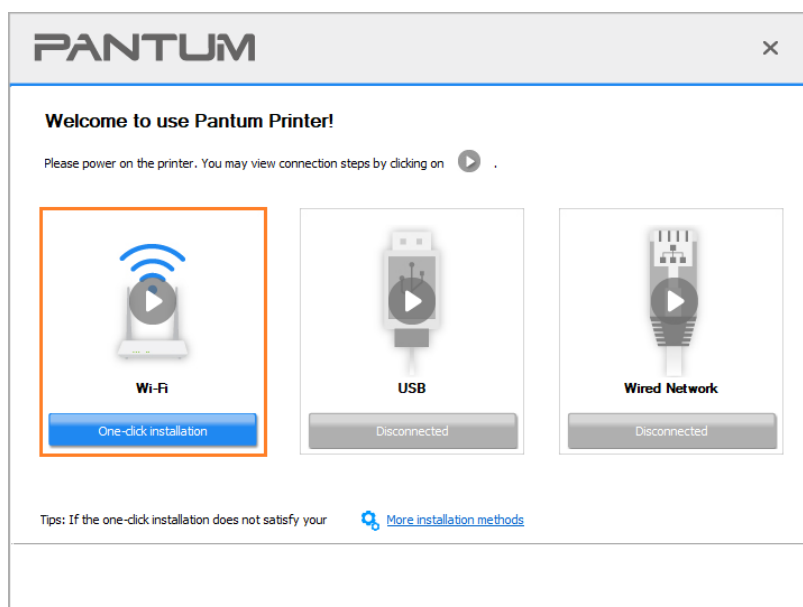 PANTUM
Welcome to use Pantum Printer!
Please power on the printer. You may view connection steps by clicking on .
Wi-Fi
USB
Wired Network
One-click installation
Disconnected
Disconnected
Tips: If the one-click installation does not satisfy your More installation methods